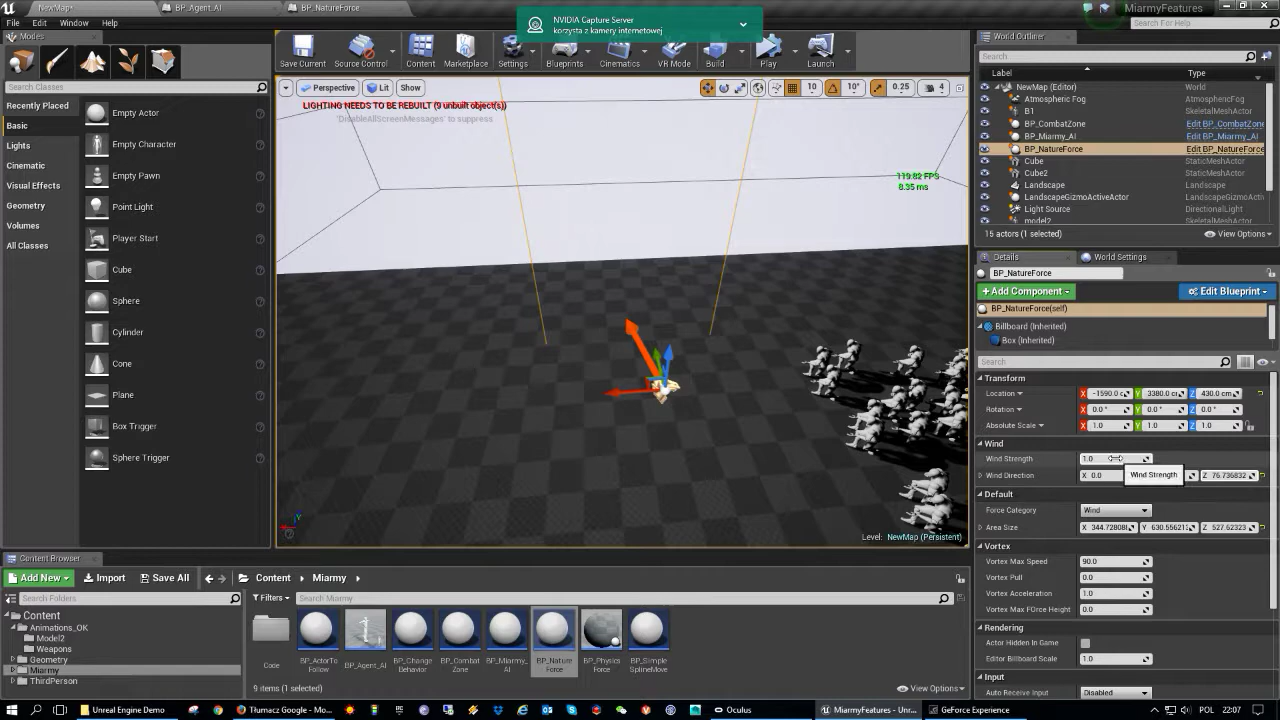 NewMap*
BP_Agent_AI
BP_NatureForce
MiarmyFeatures
NVIDIA Capture Server
korzysta z kamery internetowej
File Edit Window Help
Search For Help
Modes
Save Current
Source Control
Content
Marketplace
Settings
Blueprints
Cinematics
VR Mode
Build
Play
Launch
World Outliner
Search
Label
Type
NewMap (Editor) World
Atmospheric Fog AtmosphericFog
B1 SkeletalMeshActor
BP_CombatZone Edit BP_CombatZone
BP_Miarmy_AI Edit BP_Miarmy_AI
BP_NatureForce Edit BP_NatureForce
Cube StaticMeshActor
Cube2 StaticMeshActor
Landscape Landscape
LandscapeGizmoActiveActor LandscapeGizmoActor
Light Source DirectionalLight
model2 SkeletalMeshActor
15 actors (1 selected)
View Options
Search Classes
Recently Placed
Basic
Lights
Cinematic
Visual Effects
Geometry
Volumes
All Classes
Empty Actor
Empty Character
Empty Pawn
Point Light
Player Start
Cube
Sphere
Cylinder
Cone
Plane
Box Trigger
Sphere Trigger
Perspective
Lit
Show
10
10°
0.25
4
LIGHTING NEEDS TO BE REBUILT (9 unbuilt object(s))
'DisableAllScreenMessages' to suppress
119.82 FPS
8.35 ms
Level: NewMap (Persistent)
Details
World Settings
BP_NatureForce
Add Component
Edit Blueprint
BP_NatureForce(self)
Billboard (Inherited)
Box (Inherited)
Search
Transform
Location X -1590.0 c Y 3380.0 c Z 430.0 cm
Rotation X 0.0 ° Y 0.0 ° Z 0.0 °
Absolute Scale X 1.0 Y 1.0 Z 1.0
Wind
Wind Strength 1.0
Wind Direction X 0.0 Z 76.736832
Wind Strength
Default
Force Category Wind
Area Size Z 527.62323
Vortex
Vortex Max Speed 90.0
Vortex Pull 0.0
Vortex Acceleration 1.0
Vortex Max FOrce Height 0.0
Rendering
Actor Hidden In Game
Editor Billboard Scale 1.0
Input
Auto Receive Input Disabled
Content Browser
Add New
Import
Save All
Content
Miarmy
Search Folders
Filters
Search Miarmy
Content
Animations_OK
Model2
Weapons
Geometry
Miarmy
ThirdPerson
Code
BP_ActorTo
Follow
BP_Agent_AI
BP_Change
Behavior
BP_Combat
Zone
BP_Miarmy_
AI
BP_Nature
Force
BP_Physics
Force
BP_Simple
SplineMove
9 items (1 selected)
View Options
Unreal Engine Demo
Tłumacz Google - Mo...
Oculus
MiarmyFeatures - Unr...
GeForce Experience
POL
22:07